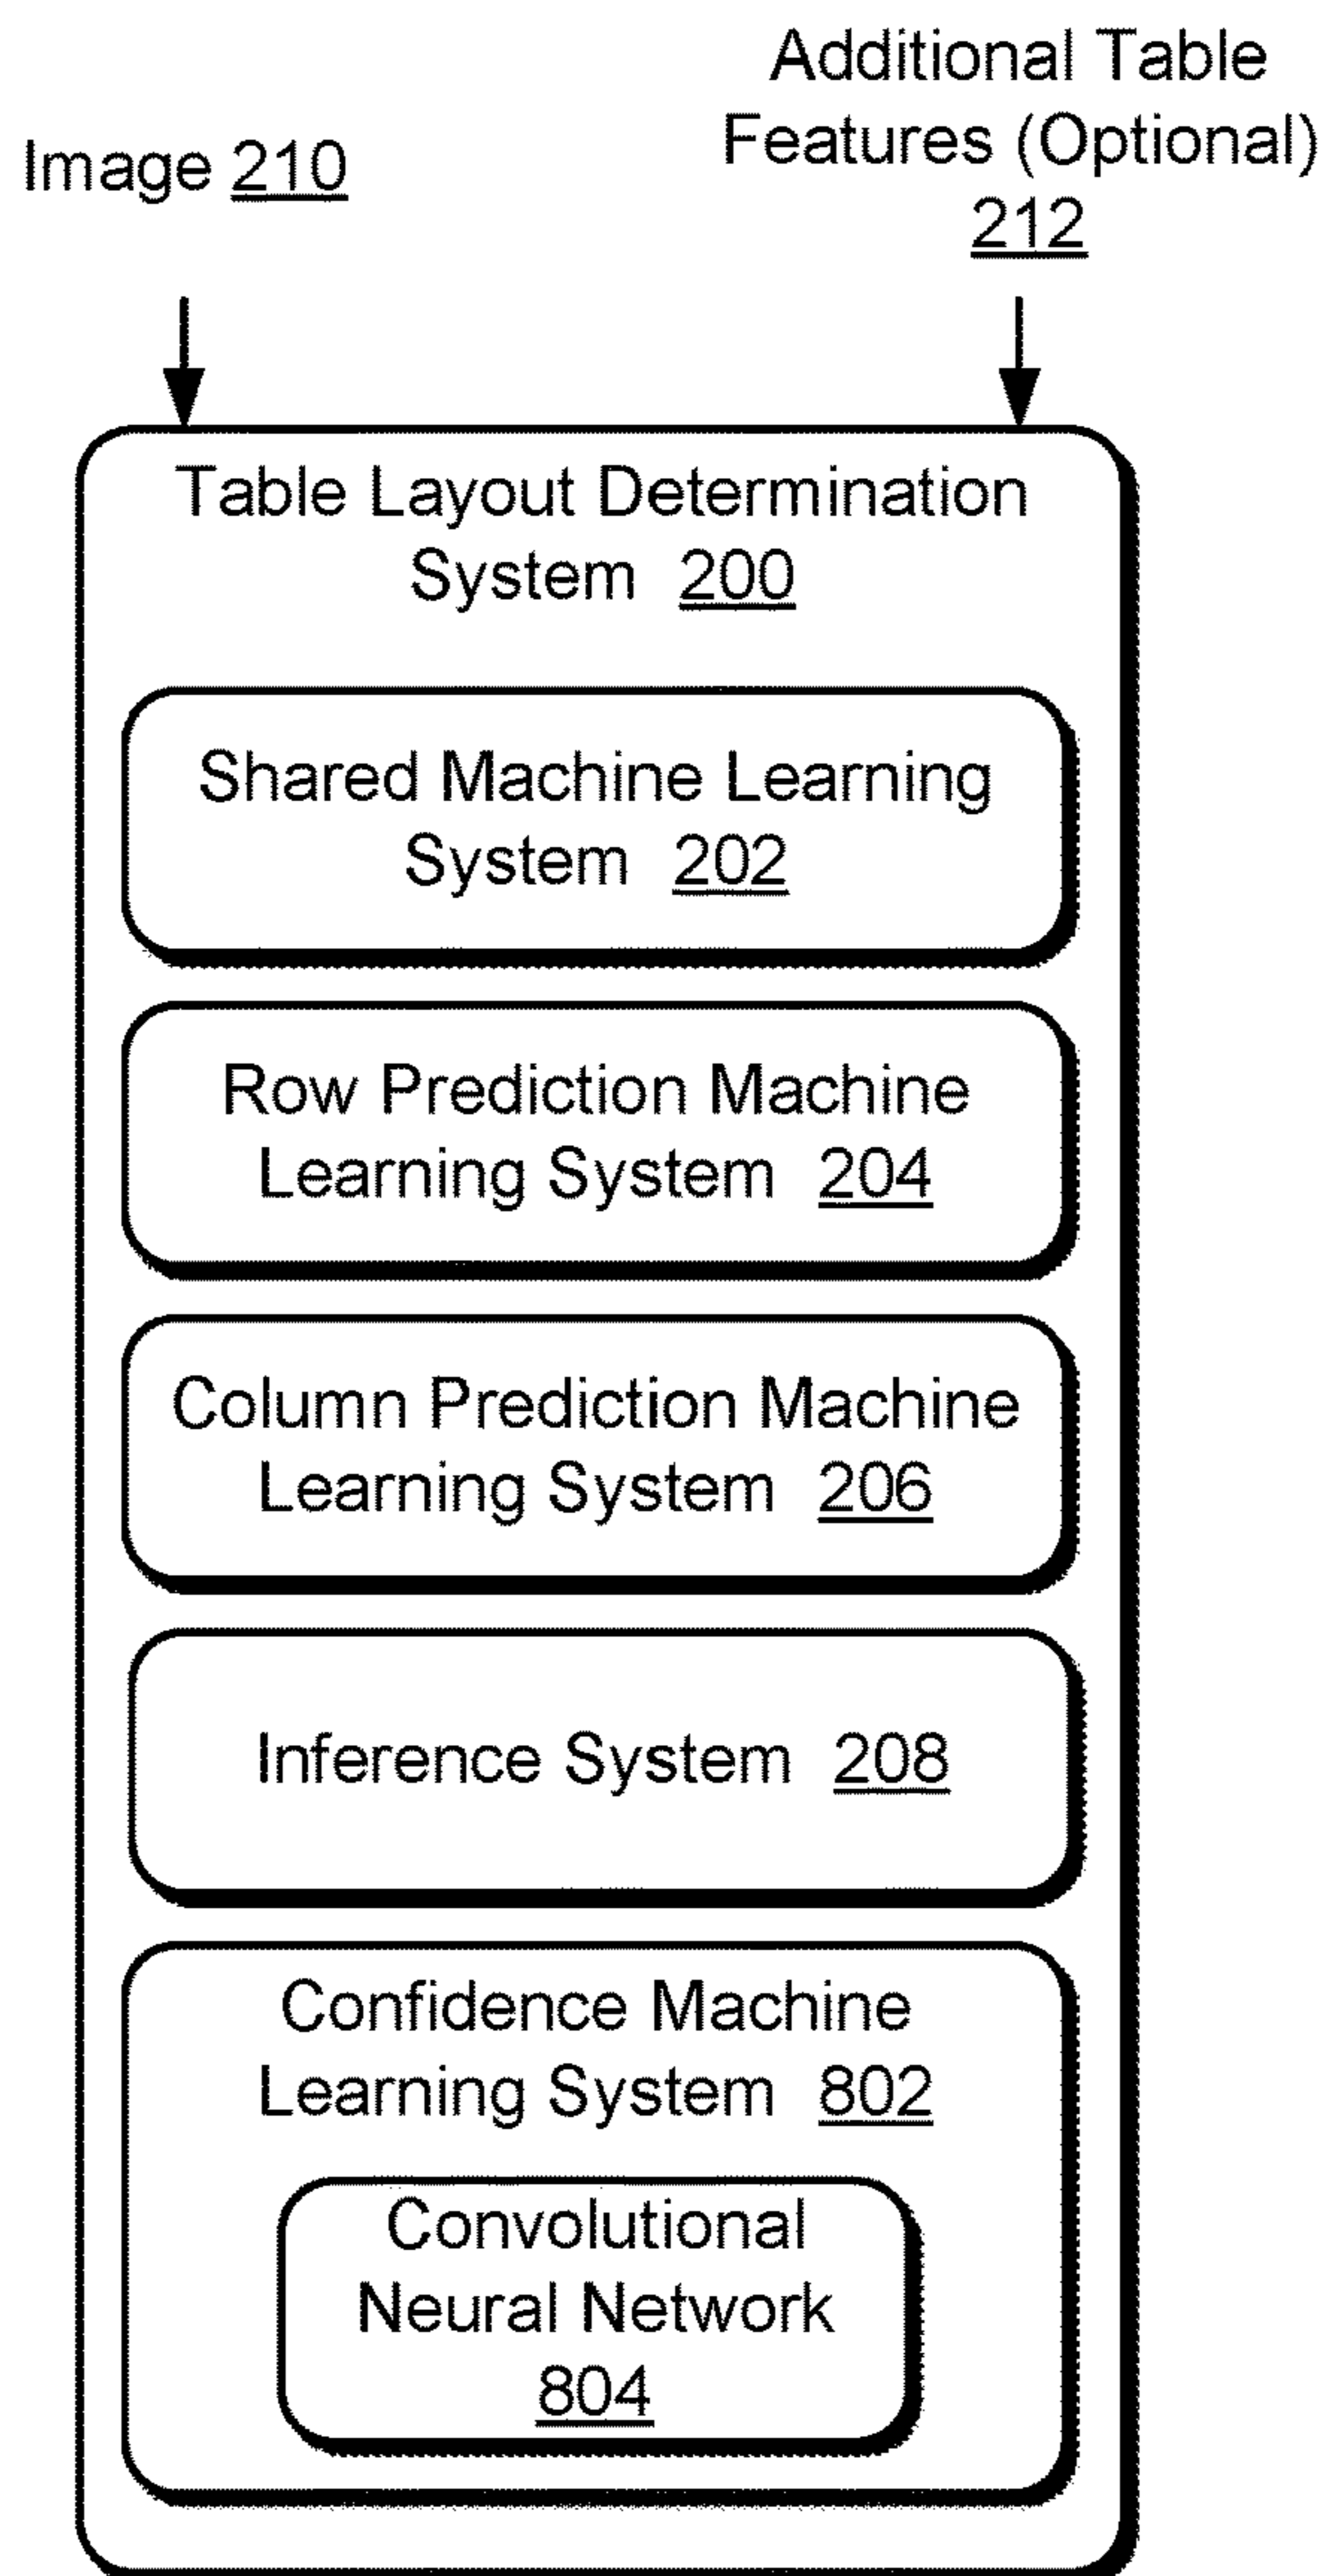 Image 210
Additional Table
Features (Optional)
212
Table Layout Determination
System 200
Shared Machine Learning
System 202
Row Prediction Machine
Learning System 204
Column Prediction Machine
Learning System 206
Inference System 208
Confidence Machine
Learning System 802
Convolutional
Neural Network
804